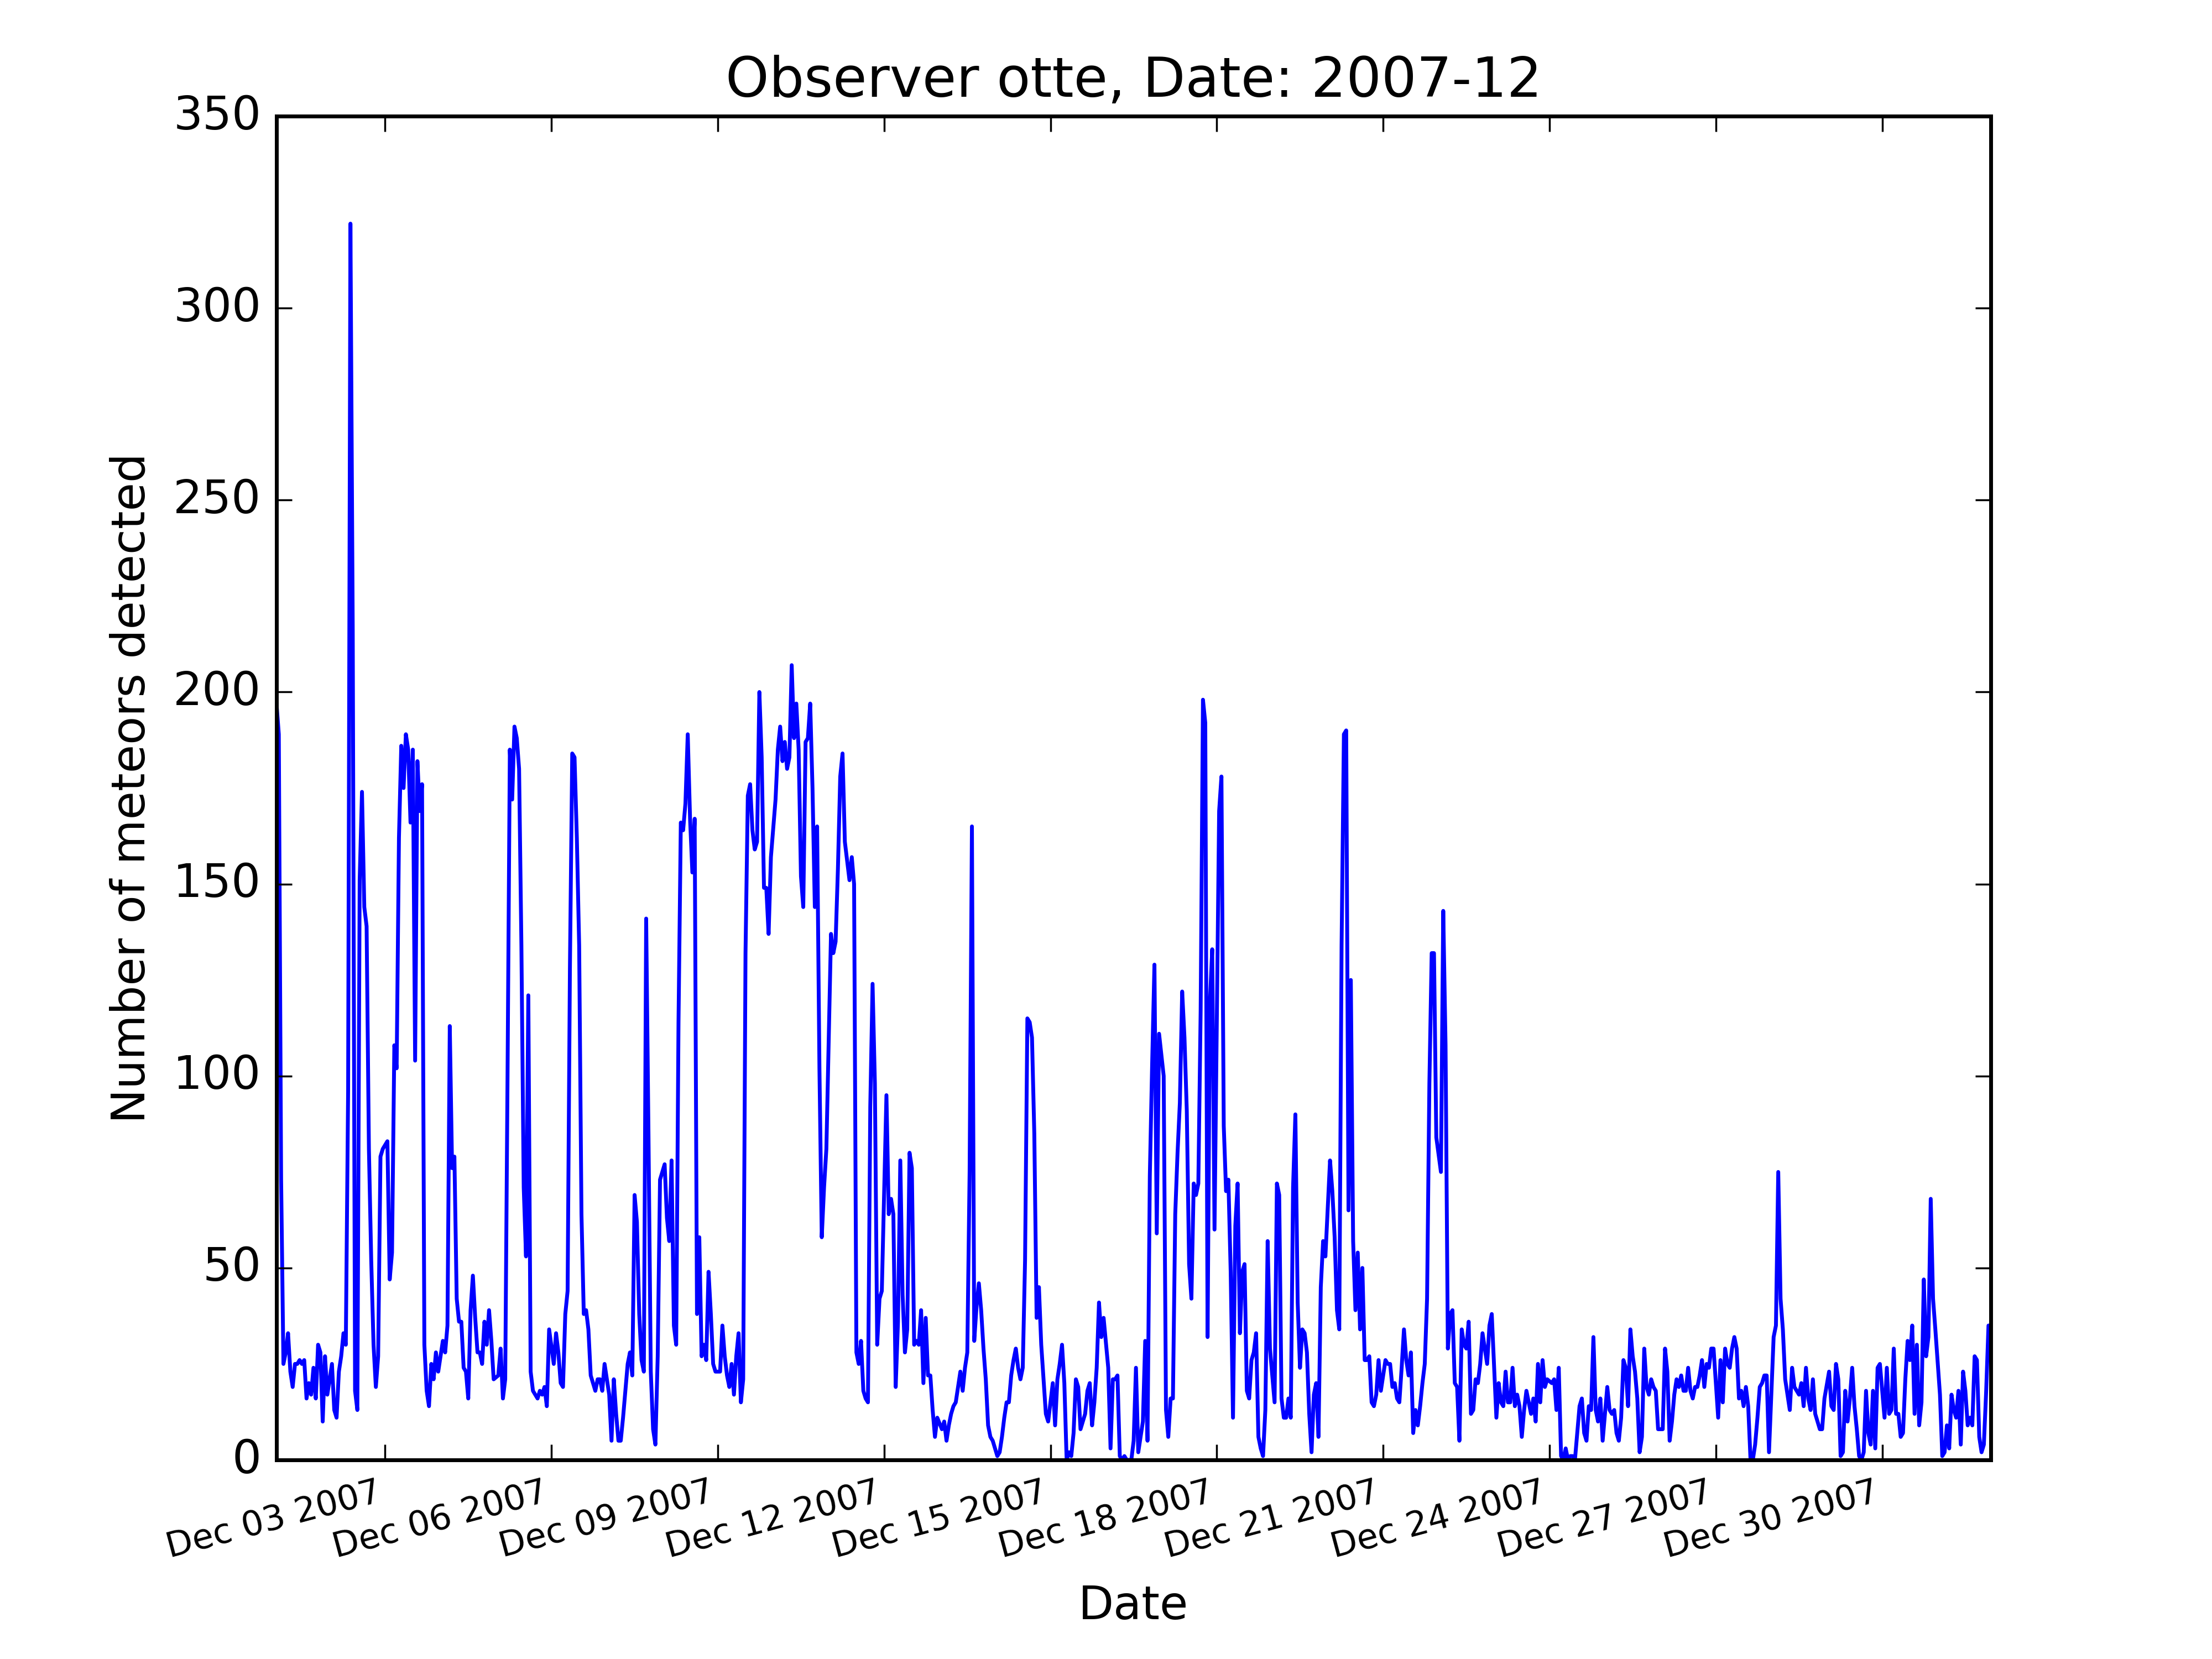 Observer otte, Date: 2007-12
350
300
250
200
150
100
50
0
Number of meteors detected
Dec 03 2007
Dec 06 2007
Dec 09 2007
Dec 12 2007
Dec 15 2007
Dec 18 2007
Dec 21 2007
Dec 24 2007
Dec 27 2007
Dec 30 2007
Date